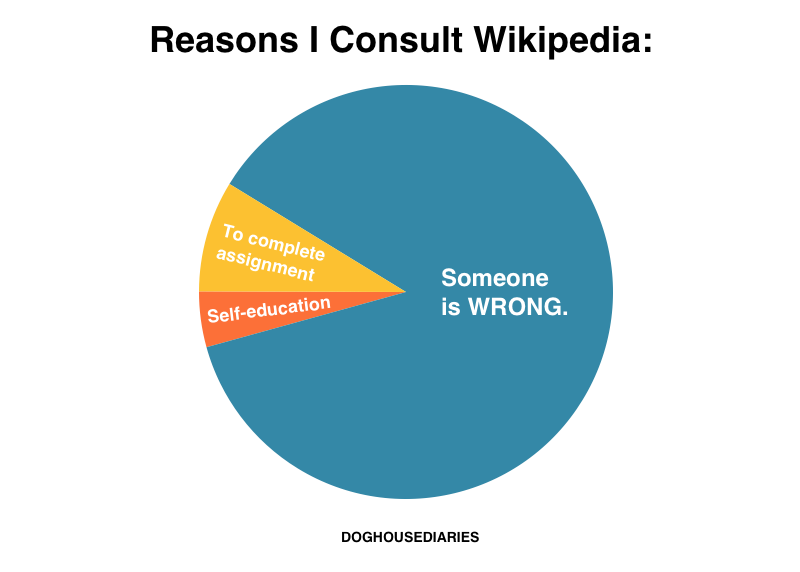 Reasons I Consult Wikipedia:
To complete
assignment
Someone
is WRONG.
Self-education
DOGHOUSEDIARIES